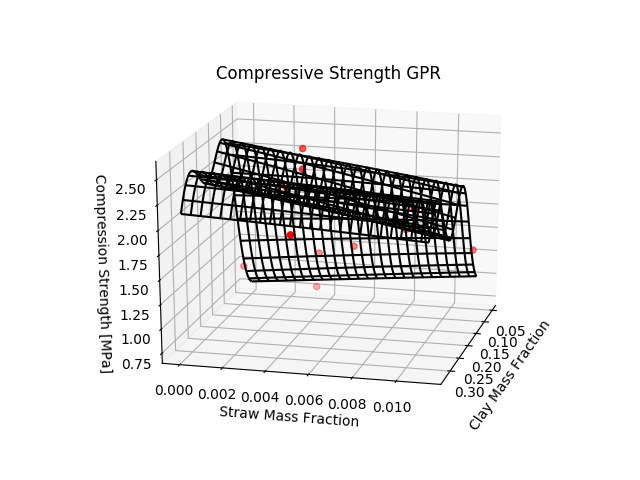 Compressive Strength GPR
Compression Strength [MPa]
2.50
2.25
2.00
1.75
1.50
1.25
1.00
0.75
0.000 0.002 0.004 0.006 0.008 0.010
Straw Mass Fraction
0.05
0.10
0.15
0.20
0.25
0.30
Clay Mass Fraction